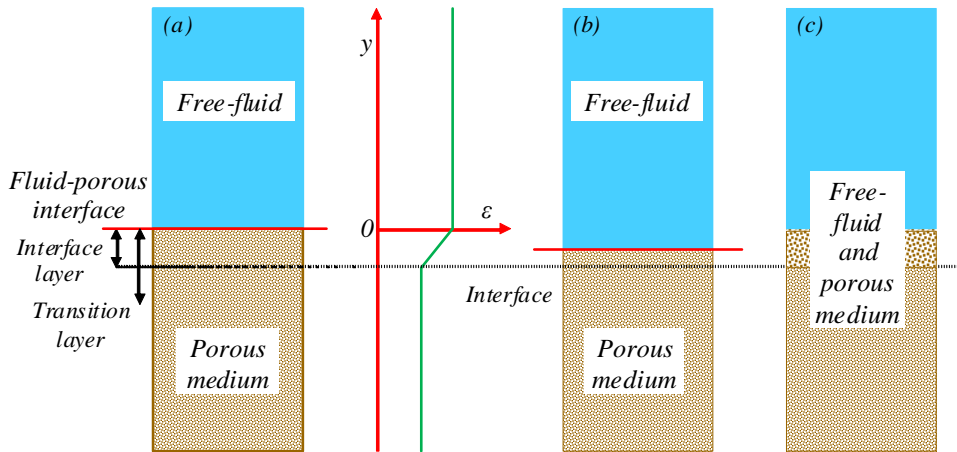 (a)
Free-fluid
Fluid-porous
interface
Interface
layer
Transition
layer
Porous
medium
y
ε
0
Interface
(b)
Free-fluid
Porous
medium
(c)
Free-
fluid
and
porous
medium